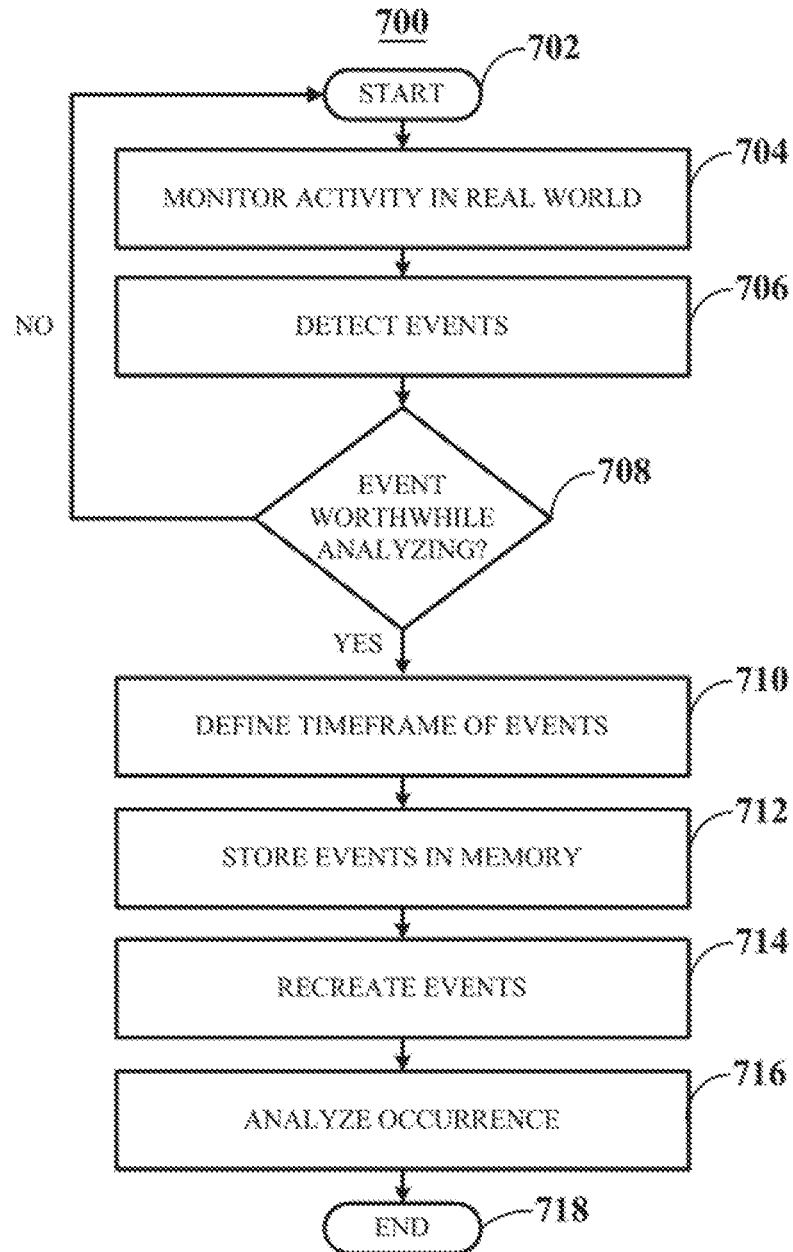 700
702
START
704
MONITOR ACTIVITY IN REAL WORLD
706
DETECT EVENTS
NO
708
EVENT
WORTHWHILE
ANALYZING?
YES
710
DEFINE TIMEFRAME OF EVENTS
712
STORE EVENTS IN MEMORY
714
RECREATE EVENTS
716
ANALYZE OCCURRENCE
718
END